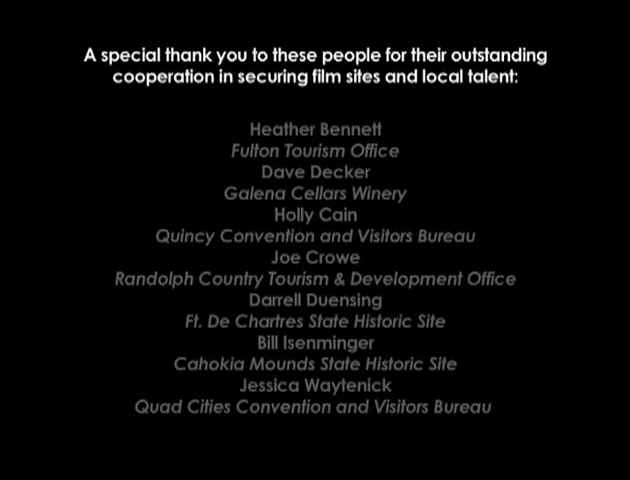 A special thank you to these people for their outstanding
cooperation in securing film sites and local talent:
Heather Bennett
Fulton Tourism Office
Dave Decker
Galena Cellars Winery
Holly Cain
Quincy Convention and Visitors Bureau
Joe Crowe
Randolph Country Tourism & Development Office
Darrell Duensing
Ft. De Chartres State Historic Site
Bill Isenminger
Cahokia Mounds State Historic Site
Jessica Waytenick
Quad Cities Convention and Visitors Bureau